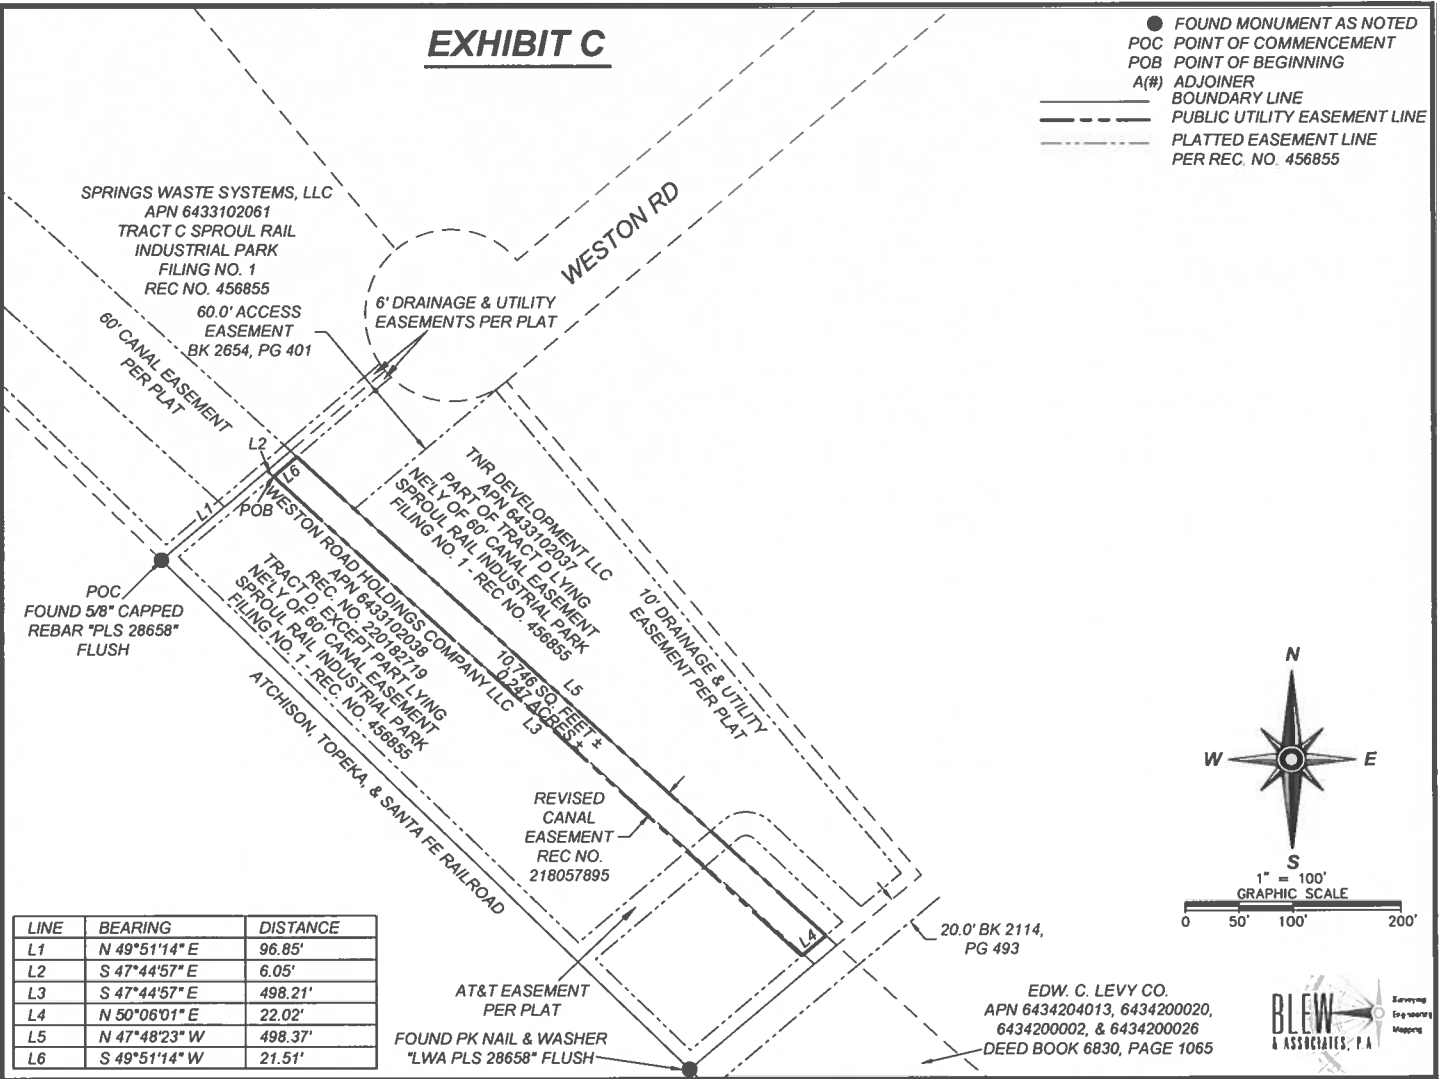 EXHIBIT C
FOUND MONUMENT AS NOTED
POC POINT OF COMMENCEMENT
POB POINT OF BEGINNING
A(#) ADJOINER
BOUNDARY LINE
PUBLIC UTILITY EASEMENT LINE
PLATTED EASEMENT LINE
PER REC. NO. 456855
SPRINGS WASTE SYSTEMS, LLC
APN 6433102061
TRACT C SPROUL RAIL
INDUSTRIAL PARK
FILING NO. 1
REC NO. 456855
WESTON RD
6' DRAINAGE & UTILITY
EASEMENTS PER PLAT
60.0' ACCESS
EASEMENT
BK 2654, PG 401
60' CANAL EASEMENT
PER PLAT
L2
L6
L1
POB
POC
FOUND 5/8" CAPPED
REBAR "PLS 28658"
FLUSH
TNR DEVELOPMENT LLC
APN 6433102037
PART OF TRACT D LYING
NE'LY OF 60' CANAL EASEMENT
SPROUL RAIL INDUSTRIAL PARK
FILING NO. 1 - REC NO. 456855
WESTON ROAD HOLDINGS COMPANY LLC
APN 6433102038
REC. NO. 220182719
TRACT D, EXCEPT PART LYING
NE'LY OF 60' CANAL EASEMENT
SPROUL RAIL INDUSTRIAL PARK
FILING NO. 1 - REC. NO. 456855
10,746 SQ. FEET ±
0.247 ACRES ±
L5
L3
10' DRAINAGE & UTILITY
EASEMENT PER PLAT
ATCHISON, TOPEKA, & SANTA FE RAILROAD
REVISED
CANAL
EASEMENT
REC NO.
218057895
L4
N
W
E
S
1" = 100'
GRAPHIC SCALE
0 50' 100' 200'
20.0' BK 2114,
PG 493
LINE BEARING DISTANCE
L1 N 49°51'14" E 96.85'
L2 S 47°44'57" E 6.05'
L3 S 47°44'57" E 498.21'
L4 N 50°06'01" E 22.02'
L5 N 47°48'23" W 498.37'
L6 S 49°51'14" W 21.51'
AT&T EASEMENT
PER PLAT
FOUND PK NAIL & WASHER
"LWA PLS 28658" FLUSH
EDW. C. LEVY CO.
APN 6434204013, 6434200020,
6434200002, & 6434200026
DEED BOOK 6830, PAGE 1065
BLEW
& ASSOCIATES, P.A
Surveying
Engineering
Mapping